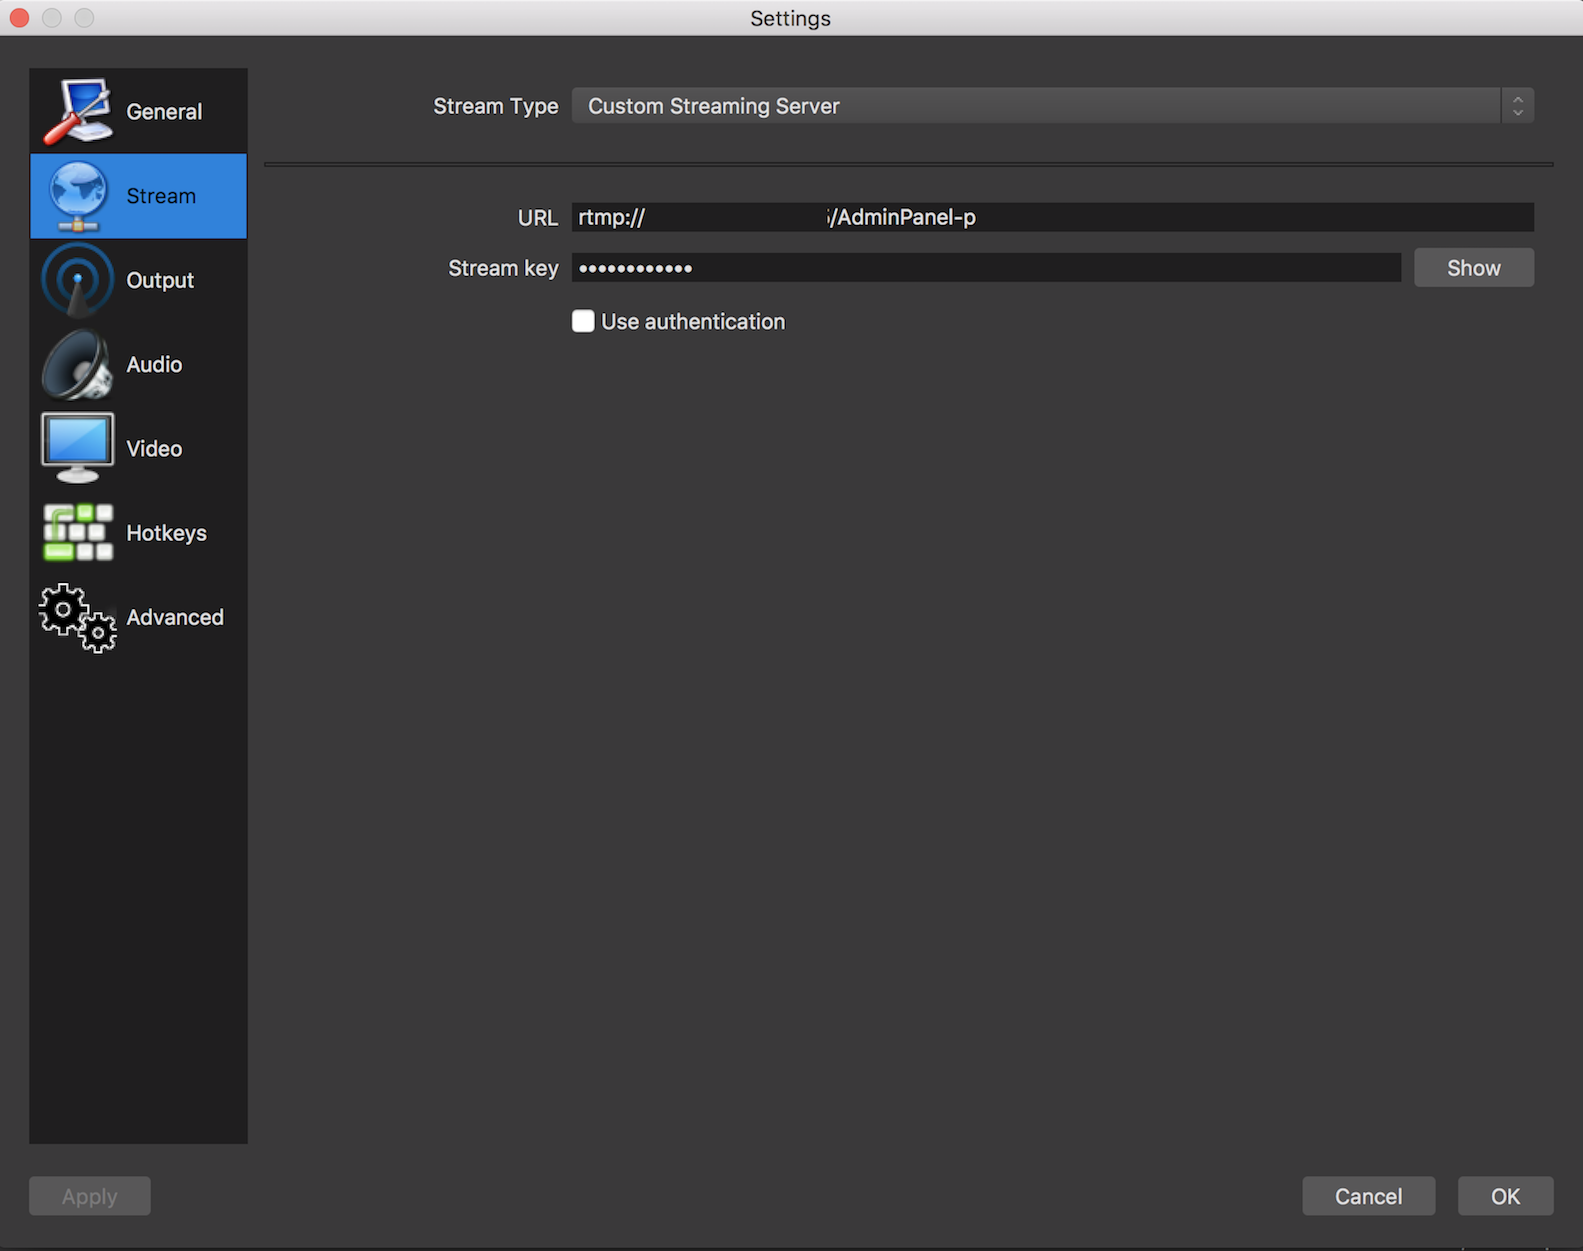 Settings
General
Stream
Output
Audio
Video
Hotkeys
Advanced
Stream Type Custom Streaming Server
URL rtmp:// /AdminPanel-p
Stream key ••••••••••••
Show
Use authentication
Apply
Cancel
OK